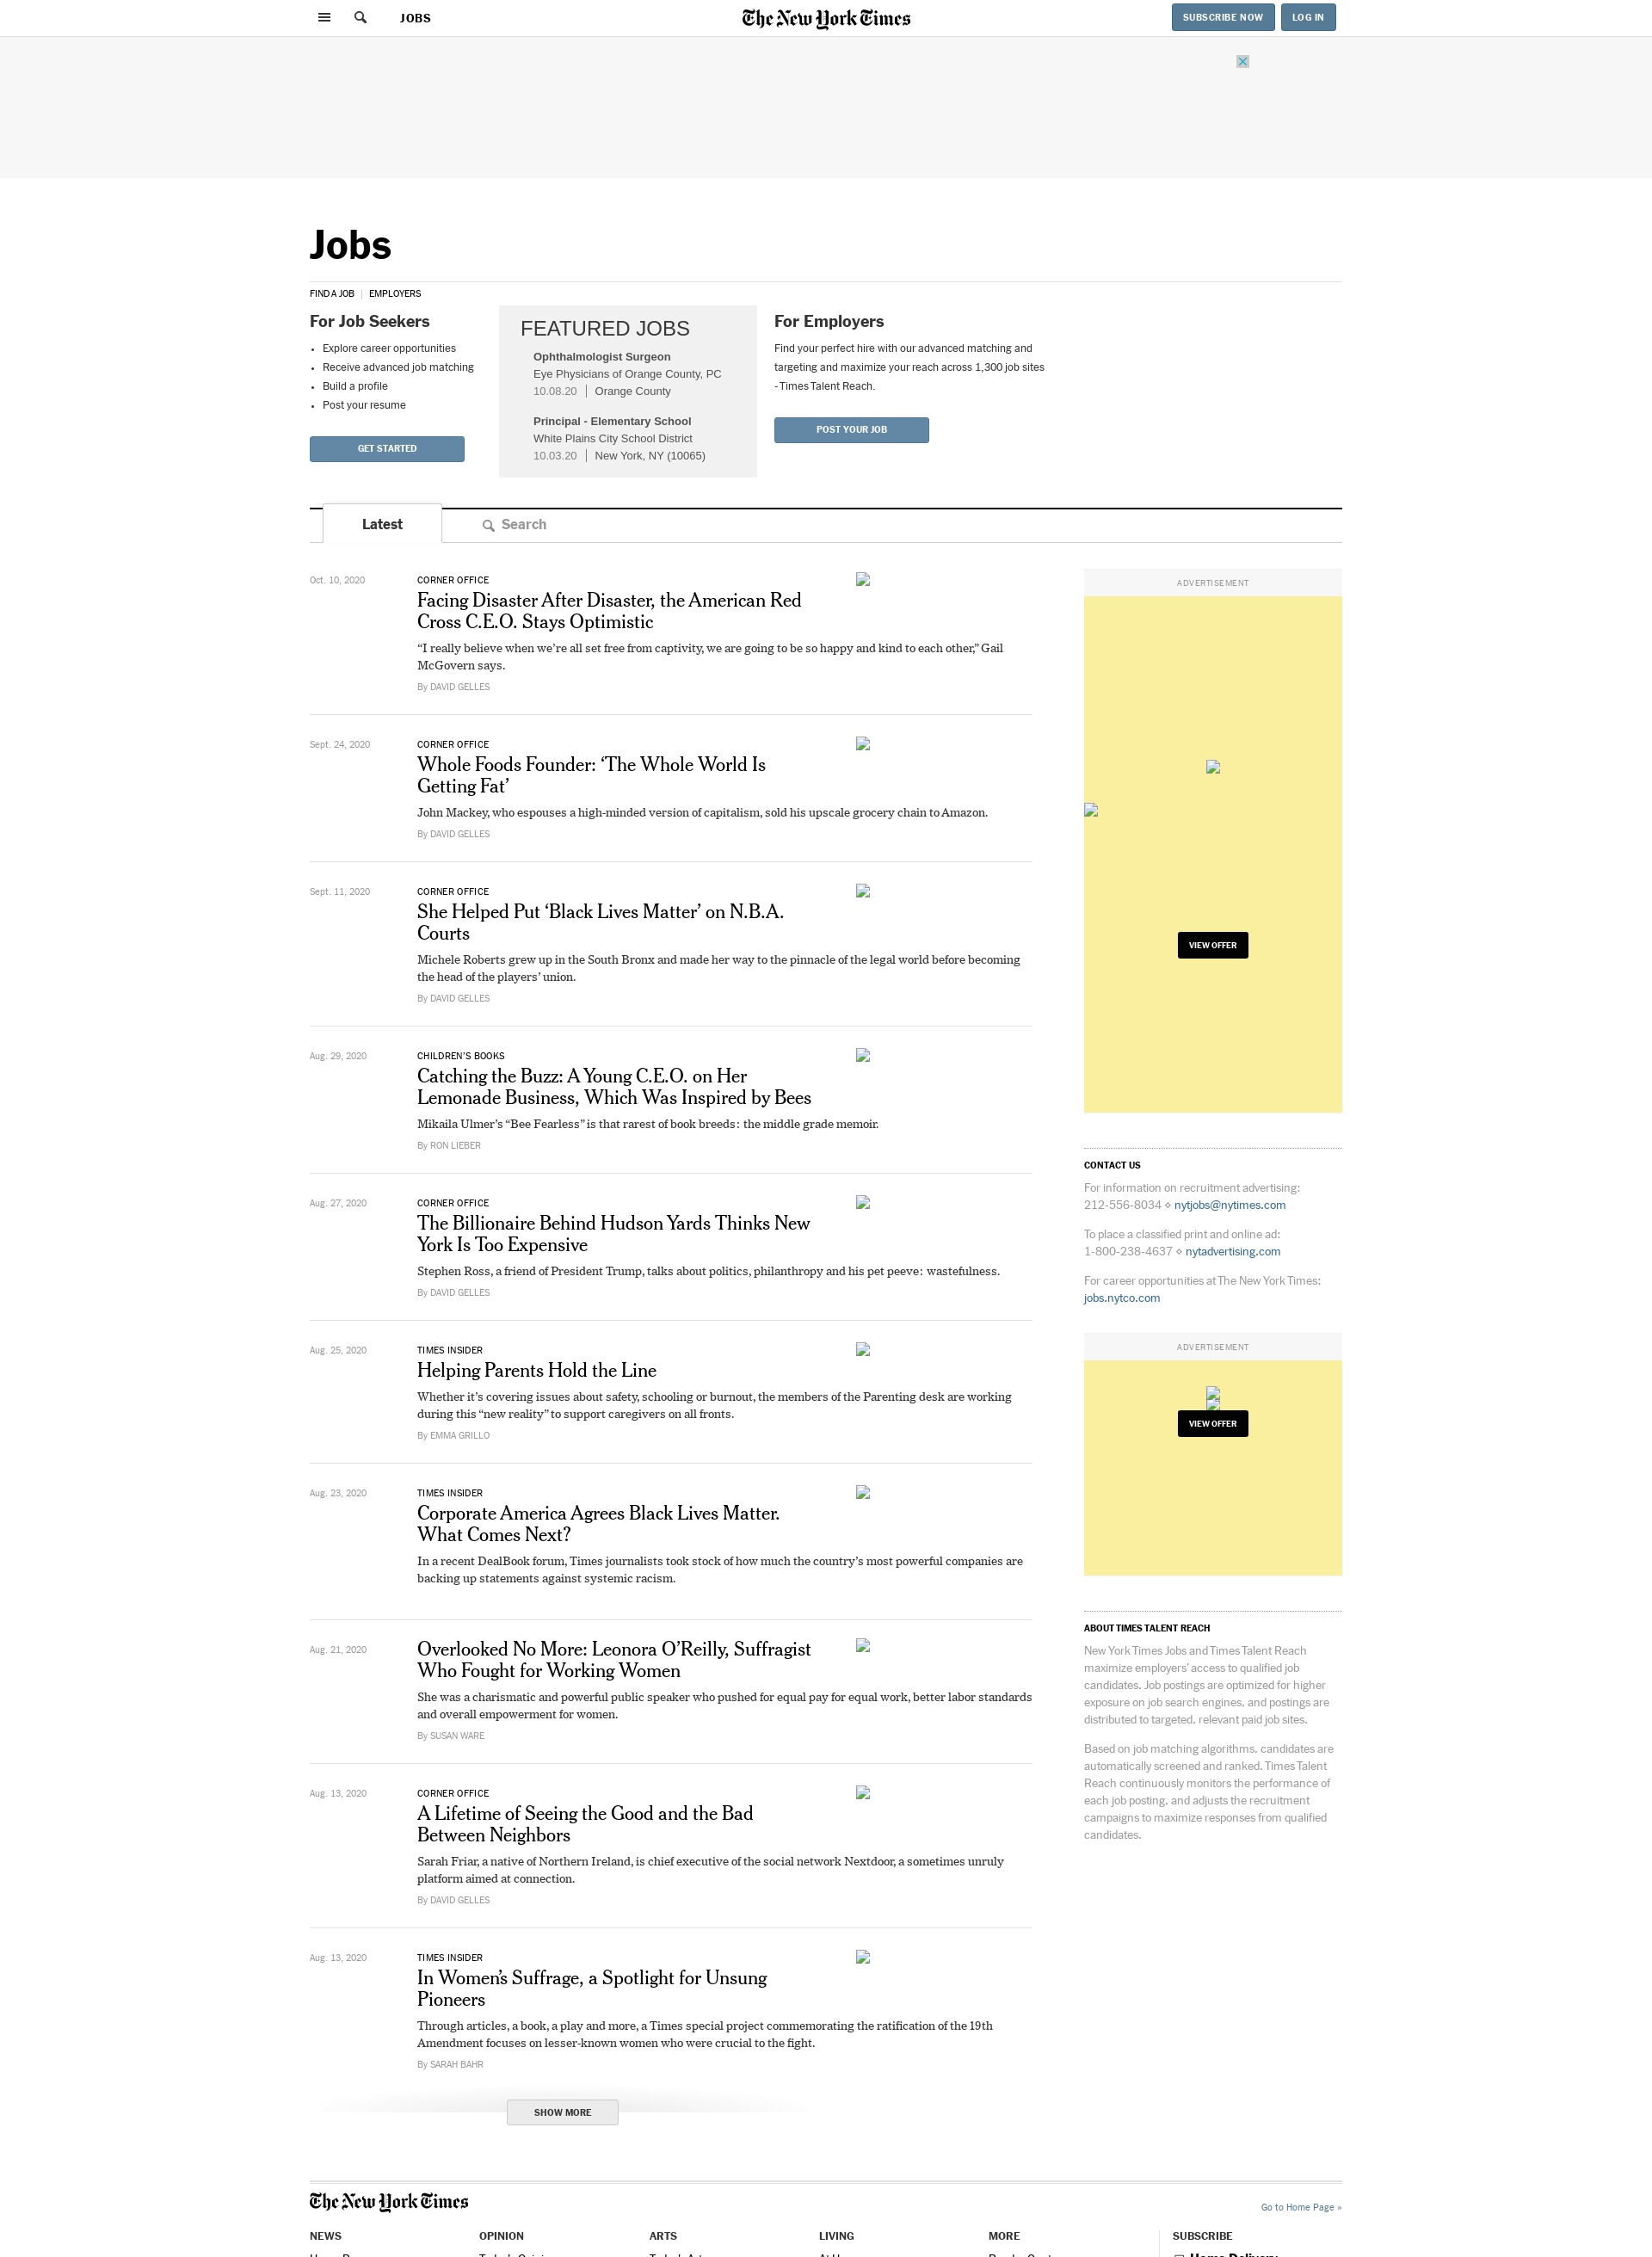 JOBS
The New York Times
SUBSCRIBE NOW
LOG IN
Jobs
FIND A JOB | EMPLOYERS
For Job Seekers
• Explore career opportunities
• Receive advanced job matching
• Build a profile
• Post your resume
GET STARTED
FEATURED JOBS
Ophthalmologist Surgeon
Eye Physicians of Orange County, PC
10.08.20 | Orange County
Principal - Elementary School
White Plains City School District
10.03.20 | New York, NY (10065)
For Employers
Find your perfect hire with our advanced matching and
targeting and maximize your reach across 1,300 job sites
- Times Talent Reach.
POST YOUR JOB
Latest
Search
Oct. 10, 2020
CORNER OFFICE
Facing Disaster After Disaster, the American Red
Cross C.E.O. Stays Optimistic
“I really believe when we’re all set free from captivity, we are going to be so happy and kind to each other,” Gail
McGovern says.
By DAVID GELLES
Sept. 24, 2020
CORNER OFFICE
Whole Foods Founder: ‘The Whole World Is
Getting Fat’
John Mackey, who espouses a high-minded version of capitalism, sold his upscale grocery chain to Amazon.
By DAVID GELLES
Sept. 11, 2020
CORNER OFFICE
She Helped Put ‘Black Lives Matter’ on N.B.A.
Courts
Michele Roberts grew up in the South Bronx and made her way to the pinnacle of the legal world before becoming
the head of the players’ union.
By DAVID GELLES
Aug. 29, 2020
CHILDREN’S BOOKS
Catching the Buzz: A Young C.E.O. on Her
Lemonade Business, Which Was Inspired by Bees
Mikaila Ulmer’s “Bee Fearless” is that rarest of book breeds: the middle grade memoir.
By RON LIEBER
Aug. 27, 2020
CORNER OFFICE
The Billionaire Behind Hudson Yards Thinks New
York Is Too Expensive
Stephen Ross, a friend of President Trump, talks about politics, philanthropy and his pet peeve: wastefulness.
By DAVID GELLES
Aug. 25, 2020
TIMES INSIDER
Helping Parents Hold the Line
Whether it’s covering issues about safety, schooling or burnout, the members of the Parenting desk are working
during this “new reality” to support caregivers on all fronts.
By EMMA GRILLO
Aug. 23, 2020
TIMES INSIDER
Corporate America Agrees Black Lives Matter.
What Comes Next?
In a recent DealBook forum, Times journalists took stock of how much the country’s most powerful companies are
backing up statements against systemic racism.
Aug. 21, 2020
Overlooked No More: Leonora O’Reilly, Suffragist
Who Fought for Working Women
She was a charismatic and powerful public speaker who pushed for equal pay for equal work, better labor standards
and overall empowerment for women.
By SUSAN WARE
Aug. 13, 2020
CORNER OFFICE
A Lifetime of Seeing the Good and the Bad
Between Neighbors
Sarah Friar, a native of Northern Ireland, is chief executive of the social network Nextdoor, a sometimes unruly
platform aimed at connection.
By DAVID GELLES
Aug. 13, 2020
TIMES INSIDER
In Women’s Suffrage, a Spotlight for Unsung
Pioneers
Through articles, a book, a play and more, a Times special project commemorating the ratification of the 19th
Amendment focuses on lesser-known women who were crucial to the fight.
By SARAH BAHR
SHOW MORE
ADVERTISEMENT
VIEW OFFER
CONTACT US
For information on recruitment advertising:
212-556-8034 ⋄ nytjobs@nytimes.com
To place a classified print and online ad:
1-800-238-4637 ⋄ nytadvertising.com
For career opportunities at The New York Times:
jobs.nytco.com
ADVERTISEMENT
VIEW OFFER
ABOUT TIMES TALENT REACH
New York Times Jobs and Times Talent Reach
maximize employers’ access to qualified job
candidates. Job postings are optimized for higher
exposure on job search engines, and postings are
distributed to targeted, relevant paid job sites.
Based on job matching algorithms, candidates are
automatically screened and ranked. Times Talent
Reach continuously monitors the performance of
each job posting, and adjusts the recruitment
campaigns to maximize responses from qualified
candidates.
The New York Times
Go to Home Page »
NEWS
OPINION
ARTS
LIVING
MORE
SUBSCRIBE
Home Delivery